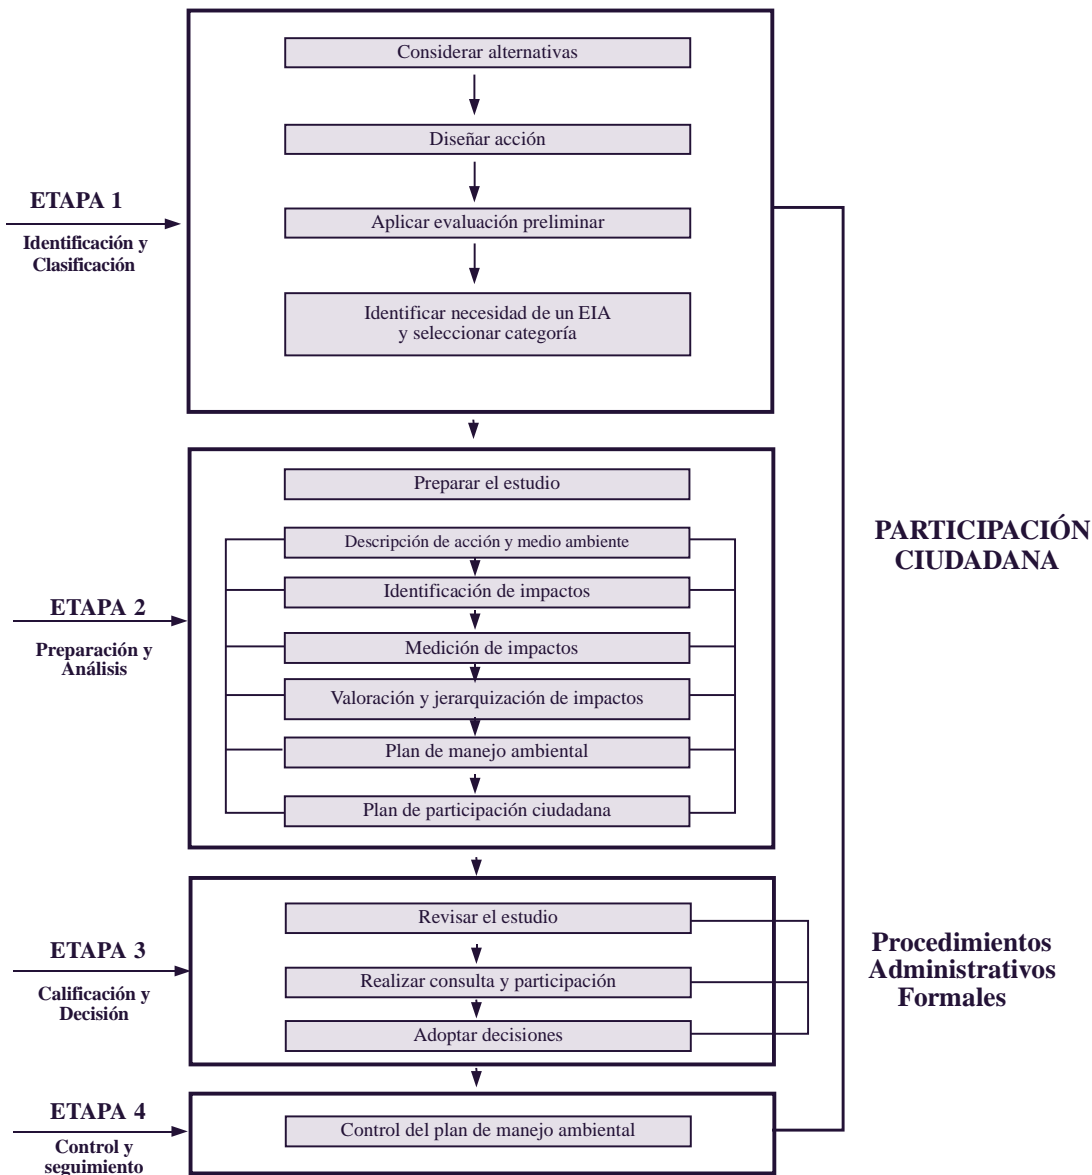 Considerar alternativas
Diseñar acción
ETAPA 1
Identificación y
Clasificación
Aplicar evaluación preliminar
Identificar necesidad de un EIA
y seleccionar categoría
Preparar el estudio
Descripción de acción y medio ambiente
Identificación de impactos
ETAPA 2
Preparación y
Análisis
Medición de impactos
Valoración y jerarquización de impactos
Plan de manejo ambiental
Plan de participación ciudadana
PARTICIPACIÓN
CIUDADANA
ETAPA 3
Calificación y
Decisión
Revisar el estudio
Realizar consulta y participación
Adoptar decisiones
Procedimientos
Administrativos
Formales
ETAPA 4
Control y
seguimiento
Control del plan de manejo ambiental